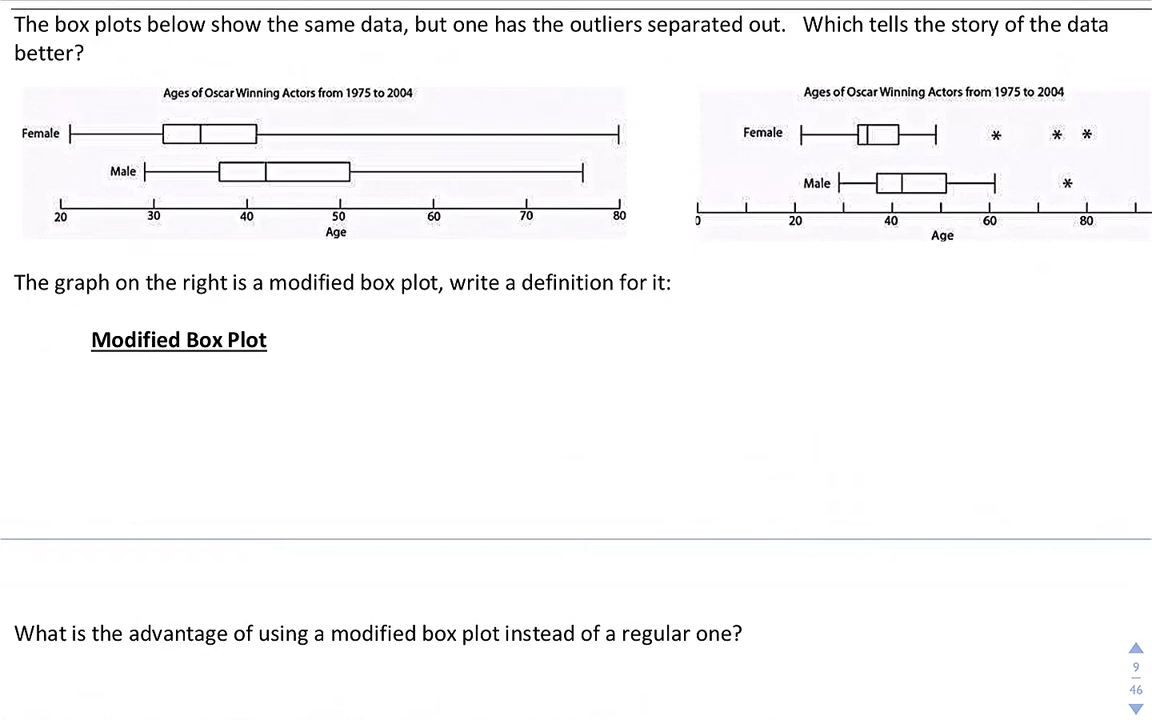 The box plots below show the same data, but one has the outliers separated out. Which tells the story of the data
better?
Ages of Oscar Winning Actors from 1975 to 2004
Female
Male
20 30 40 50 60 70 80
Age
Ages of Oscar Winning Actors from 1975 to 2004
Female * * *
Male *
0 20 40 60 80
Age
The graph on the right is a modified box plot, write a definition for it:
Modified Box Plot
What is the advantage of using a modified box plot instead of a regular one?
9
46